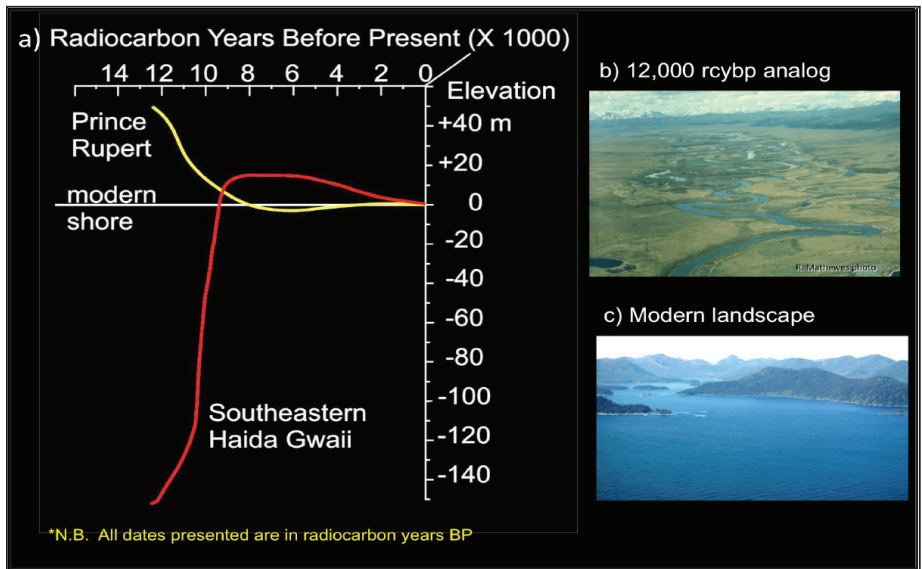 a) Radiocarbon Years Before Present (X 1000)
14 12 10 8 6 4 2 0
Elevation
+40 m
+20
0
-20
-40
-60
-80
-100
-120
-140
Prince
Rupert
modern
shore
Southeastern
Haida Gwaii
*N.B. All dates presented are in radiocarbon years BP
b) 12,000 rcybp analog
R. Mathewes photo
c) Modern landscape